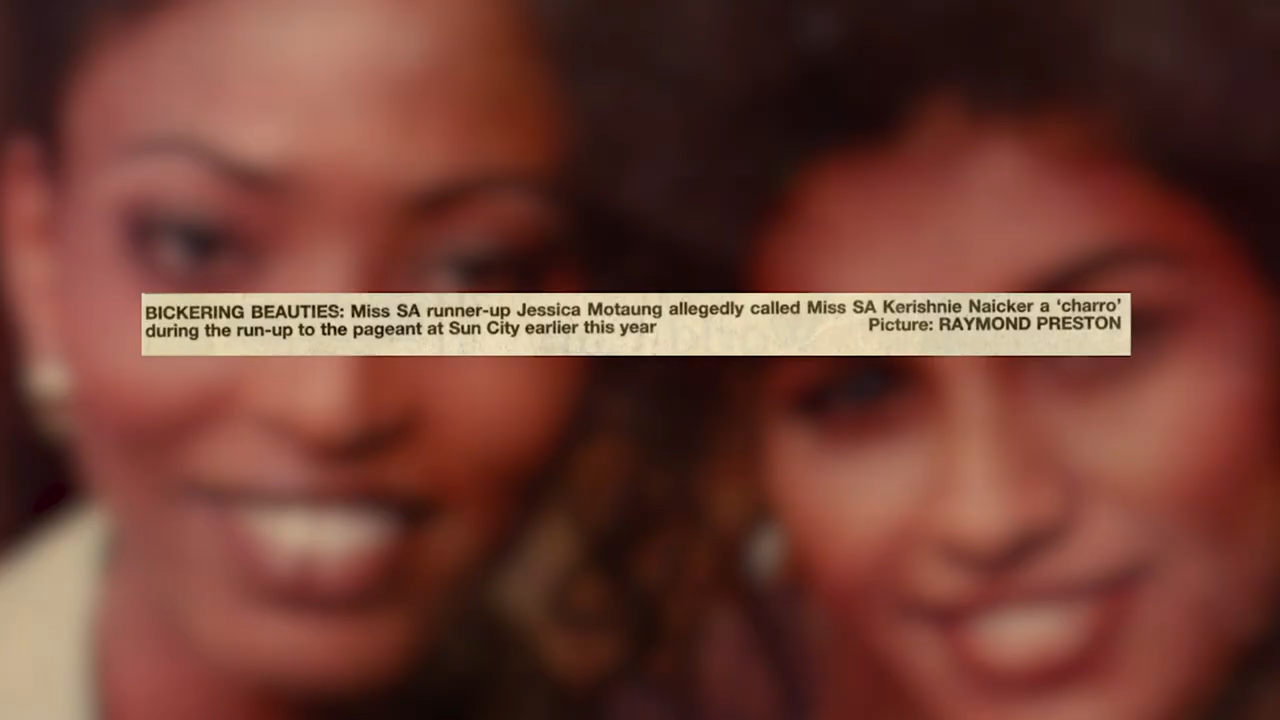 BICKERING BEAUTIES: Miss SA runner-up Jessica Motaung allegedly called Miss SA Kerishnie Naicker a ‘charro’
during the run-up to the pageant at Sun City earlier this year Picture: RAYMOND PRESTON